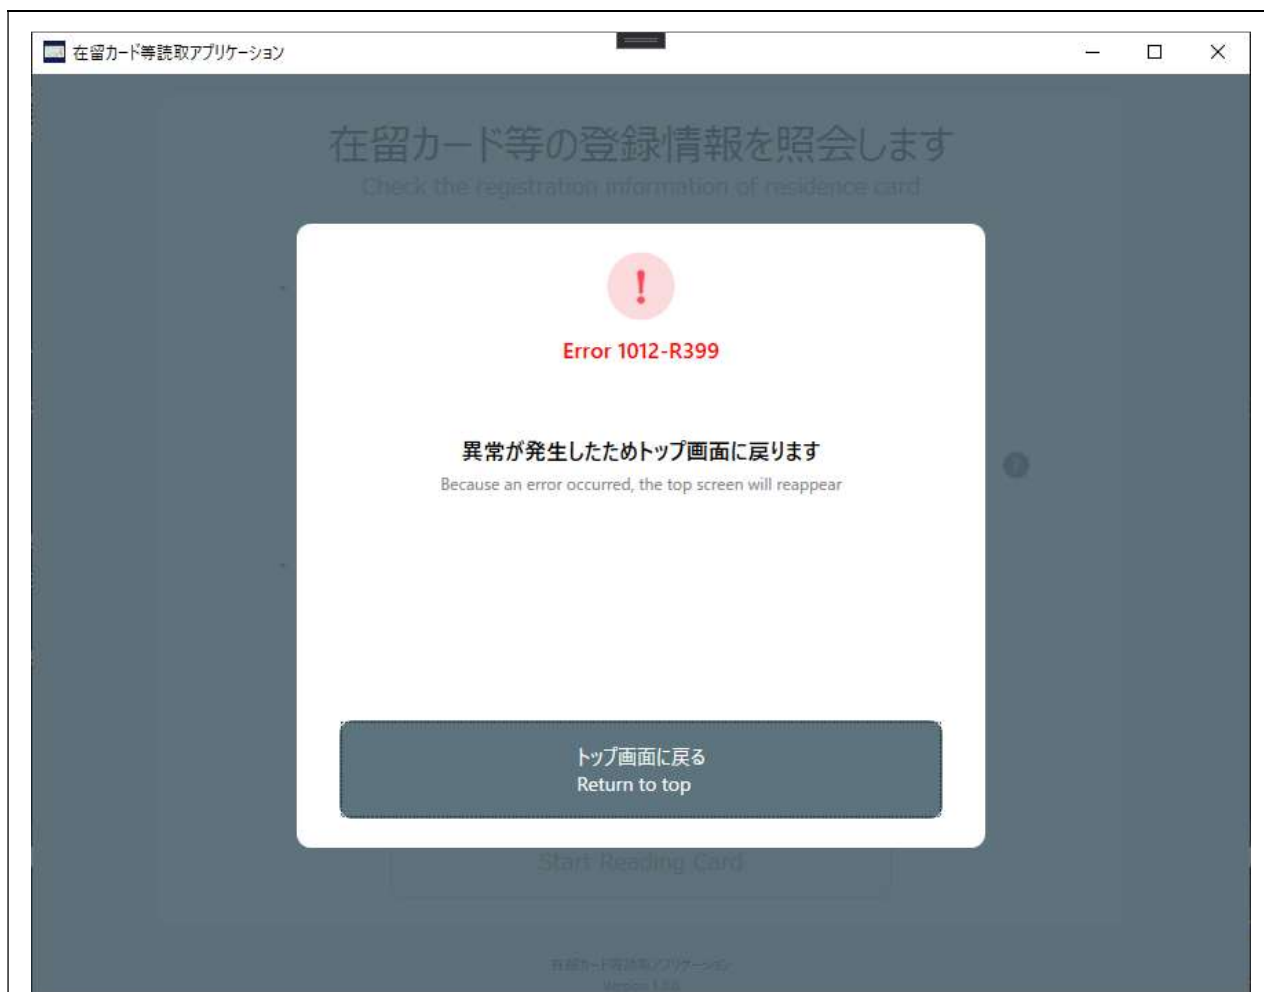 在留カード等読取アプリケーション
在留カード等の登録情報を照会します
Check the registration information of residence card
Error 1012-R399
異常が発生したためトップ画面に戻ります
Because an error occurred, the top screen will reappear
トップ画面に戻る
Return to top
Start Reading Card
在留カード等読取アプリケーション